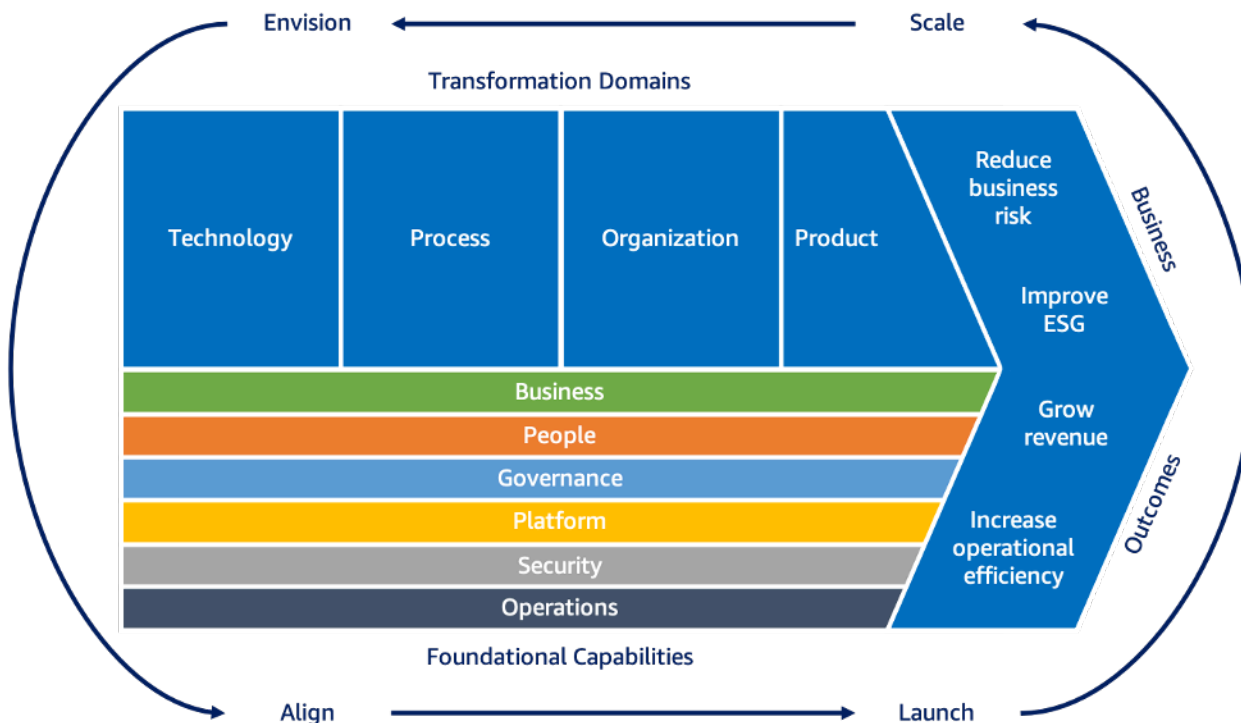 Envision
Scale
Transformation Domains
Technology
Process
Organization
Product
Reduce
business
risk
Improve
ESG
Grow
revenue
Increase
operational
efficiency
Business
Outcomes
Business
People
Governance
Platform
Security
Operations
Foundational Capabilities
Align
Launch